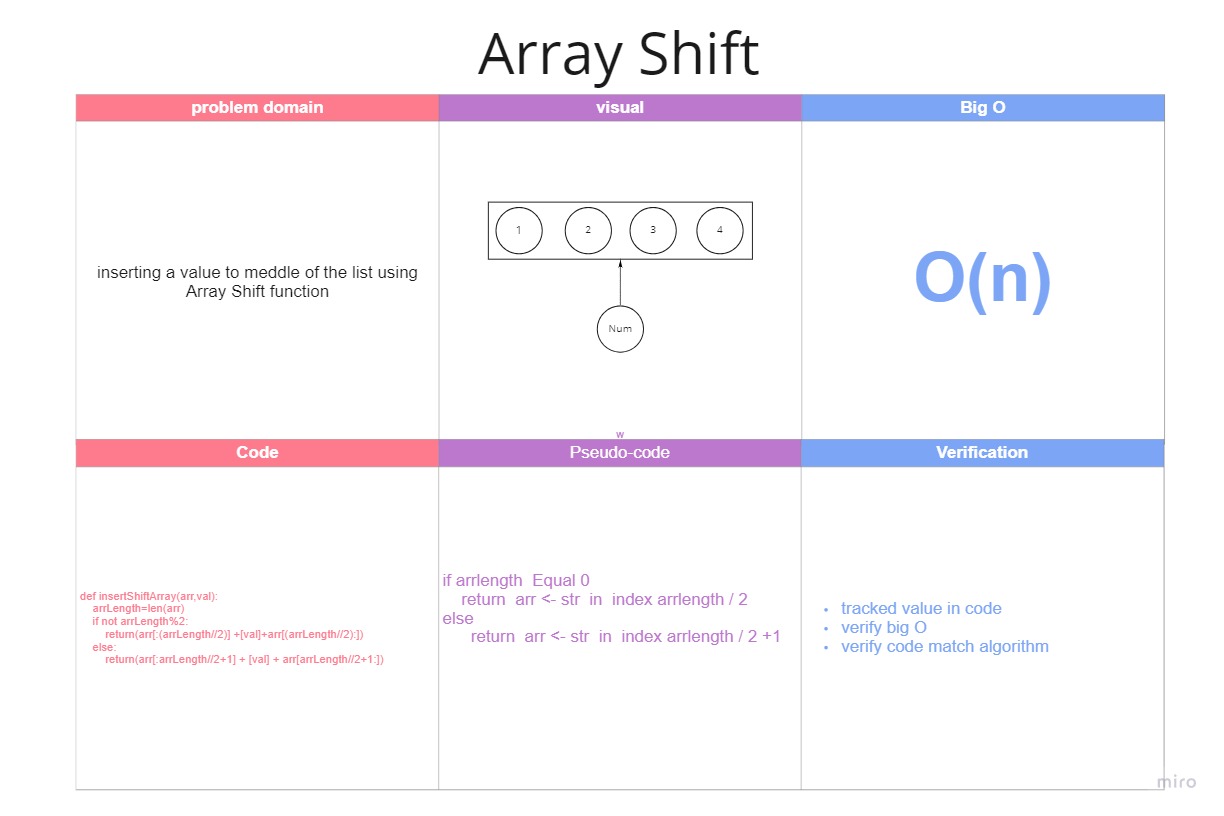 Array Shift
problem domain
visual
Big O
inserting a value to meddle of the list using
Array Shift function
1 2 3 4
Num
O(n)
w
Code
Pseudo-code
Verification
def insertShiftArray(arr,val):
arrLength=len(arr)
if not arrLength%2:
return(arr[:(arrLength//2)] +[val]+arr[(arrLength//2):])
else:
return(arr[:arrLength//2+1] + [val] + arr[arrLength//2+1:])
if arrlength Equal 0
return arr <- str in index arrlength / 2
else
return arr <- str in index arrlength / 2 +1
• tracked value in code
• verify big O
• verify code match algorithm
miro